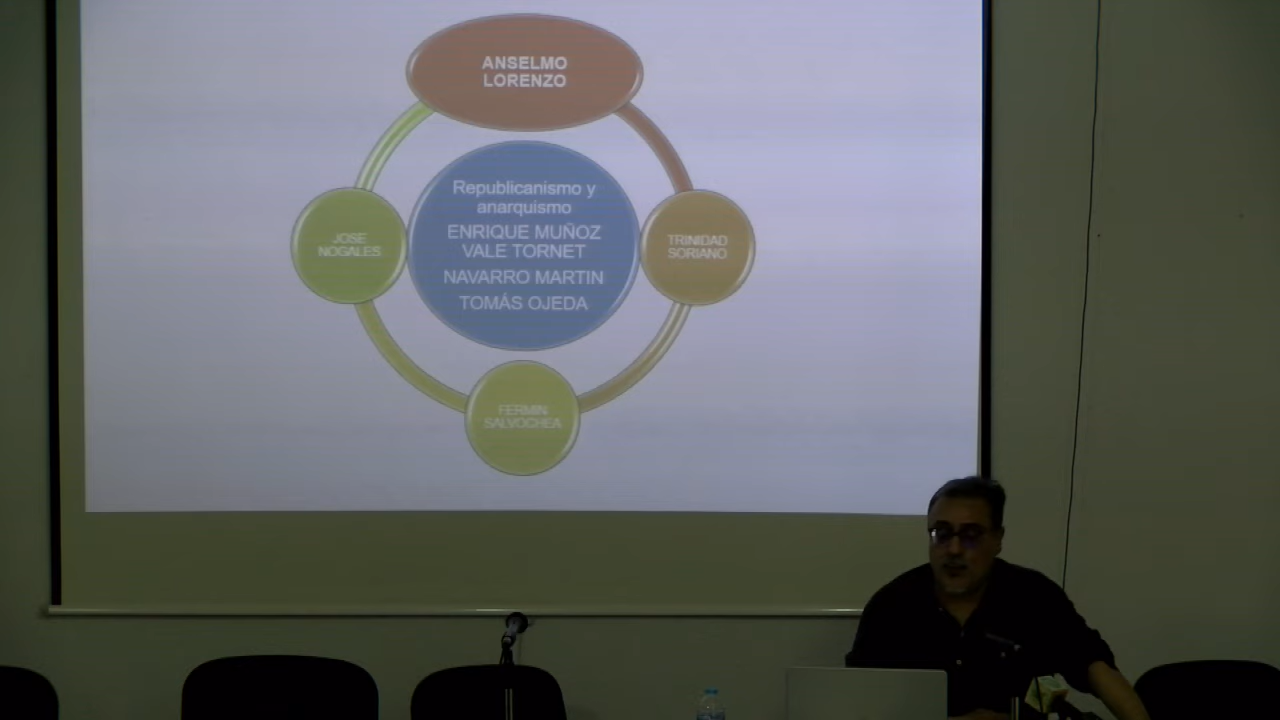 ANSELMO
LORENZO
Republicanismo y
anarquismo
ENRIQUE MUÑOZ
VALE TORNET
NAVARRO MARTIN
TOMÁS OJEDA
JOSE
NOGALES
TRINIDAD
SORIANO
FERMIN
SALVOCHEA